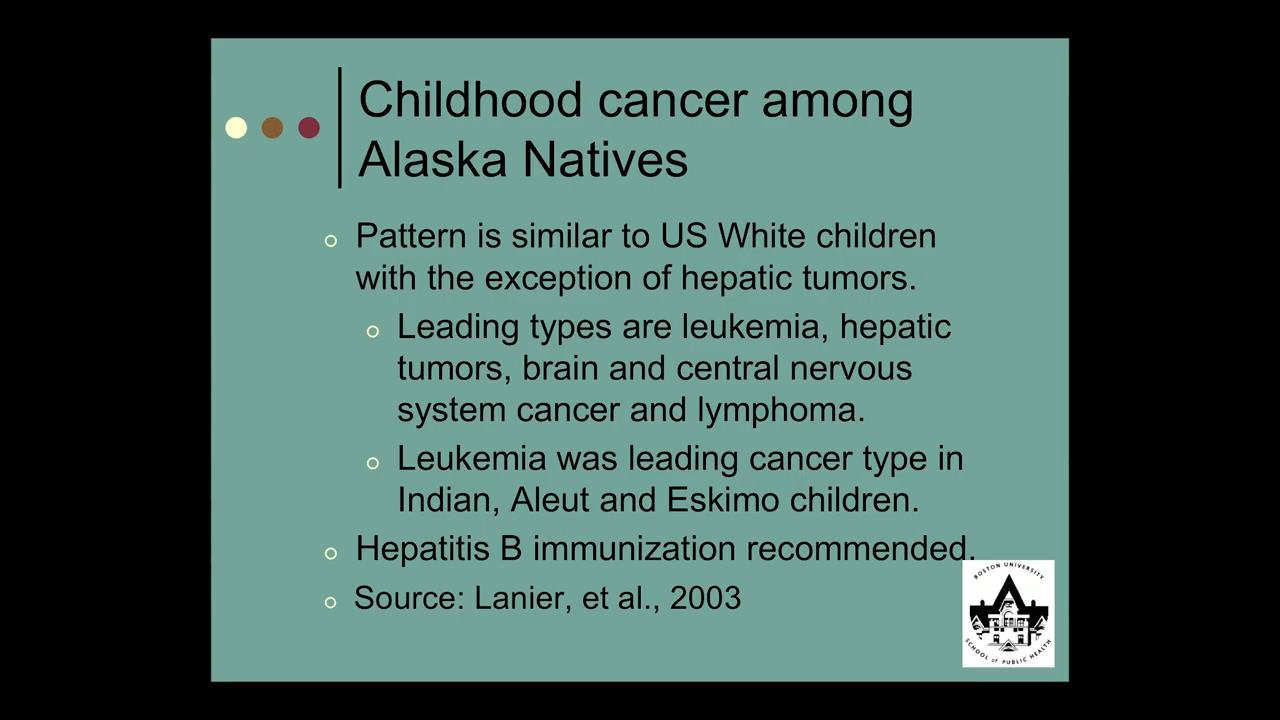 Childhood cancer among
Alaska Natives
Pattern is similar to US White children
with the exception of hepatic tumors.
Leading types are leukemia, hepatic
tumors, brain and central nervous
system cancer and lymphoma.
Leukemia was leading cancer type in
Indian, Aleut and Eskimo children.
Hepatitis B immunization recommended.
Source: Lanier, et al., 2003
BOSTON UNIVERSITY
SCHOOL of PUBLIC HEALTH